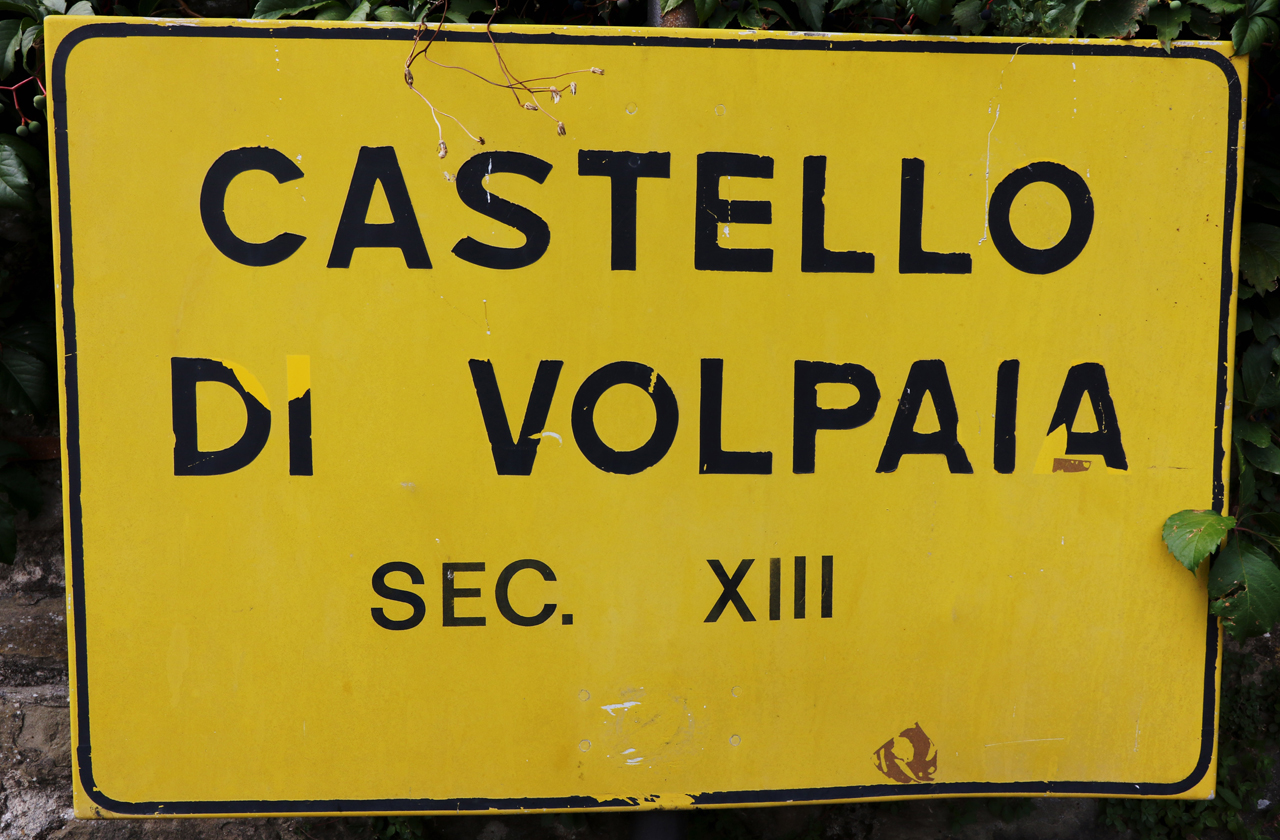 CASTELLO
DI VOLPAIA
SEC. XIII